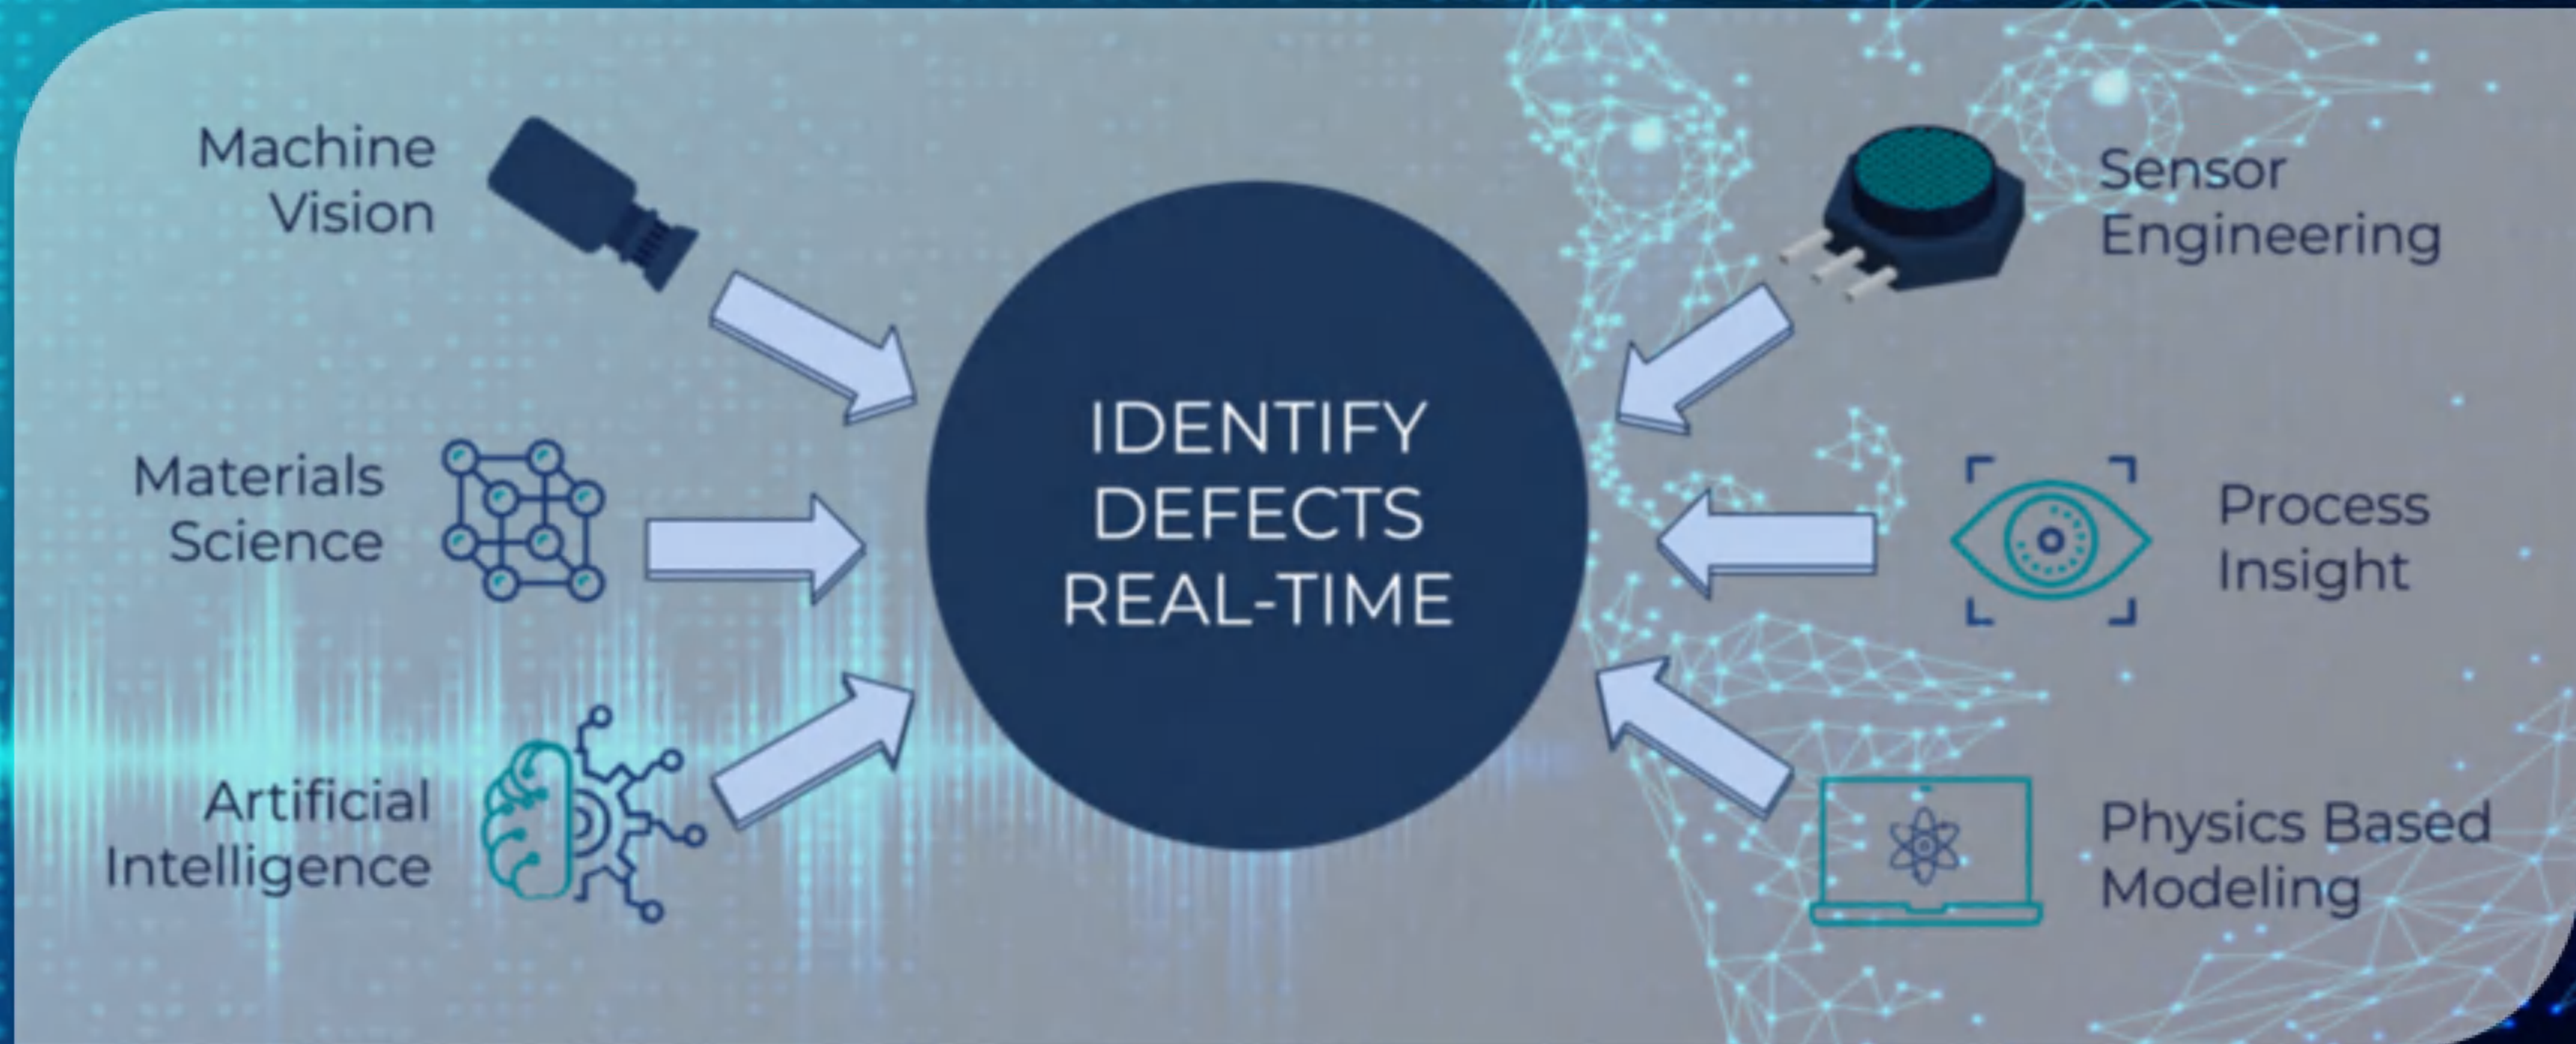 Machine
Vision
Materials
Science
Artificial
Intelligence
IDENTIFY
DEFECTS
REAL-TIME
Sensor
Engineering
Process
Insight
Physics Based
Modeling